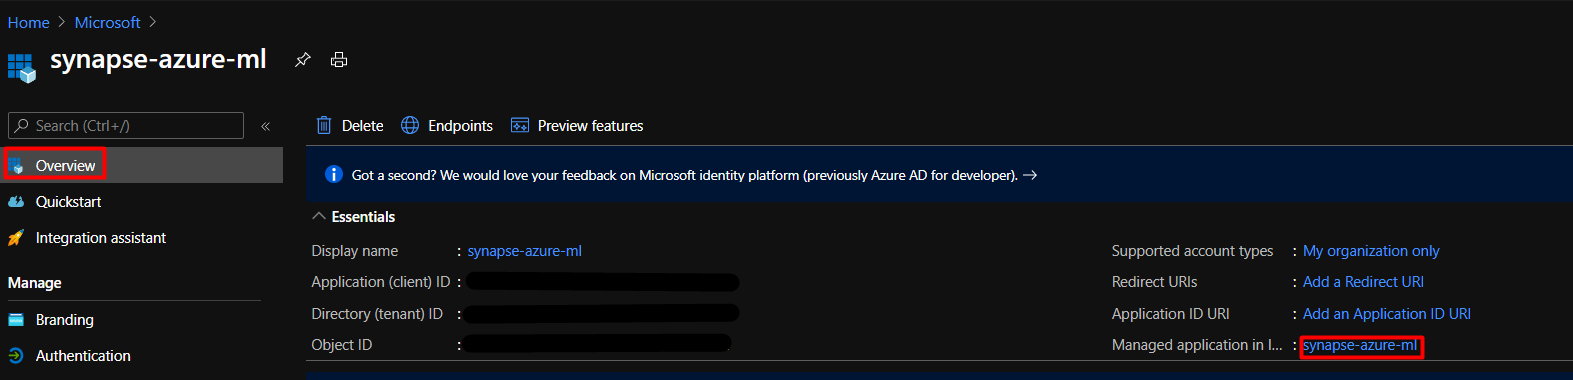 Home > Microsoft >
synapse-azure-ml
Search (Ctrl+/)
«
Overview
Quickstart
Integration assistant
Manage
Branding
Authentication
Delete Endpoints Preview features
Got a second? We would love your feedback on Microsoft identity platform (previously Azure AD for developer). →
Essentials
Display name : synapse-azure-ml
Application (client) ID :
Directory (tenant) ID :
Object ID :
Supported account types : My organization only
Redirect URIs : Add a Redirect URI
Application ID URI : Add an Application ID URI
Managed application in l... : synapse-azure-ml